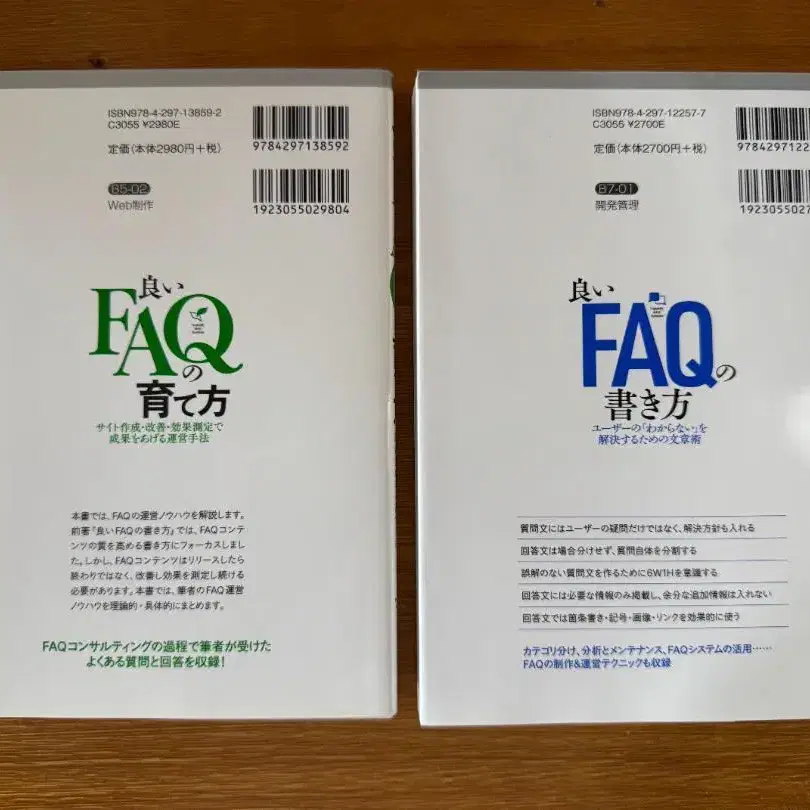 ISBN978-4-297-13859-2
C3055 ¥2980E
定価(本体2980円+税)
9784297138592
B5-02
Web制作
1923055029804
良い
FAQの
育て方
サイト作成・改善・効果測定で
成果をあげる運営手法
本書では、FAQの運営ノウハウを解説します。
前著『良いFAQの書き方』では、FAQコンテ
ンツの質を高める書き方にフォーカスしまし
た。しかし、FAQコンテンツはリリースしたら
終わりではなく、改善し効果を測定し続ける
必要があります。本書では、筆者のFAQ運営
ノウハウを理論的・具体的にまとめます。
FAQコンサルティングの過程で筆者が受けた
よくある質問と回答を収録!
ISBN978-4-297-12257-7
C3055 ¥2700E
定価(本体2700円+税)
9784297122
B7-01
開発管理
192305502
良い
FAQの
書き方
ユーザーの「わからない」を
解決するための文章術
質問文にはユーザーの疑問だけではなく、解決方針も入れる
回答文は場合分けせず、質問自体を分割する
誤解のない質問文を作るために6W1Hを意識する
回答文には必要な情報のみ掲載し、余分な追加情報は入れない
回答文では箇条書き・記号・画像・リンクを効果的に使う
カテゴリ分け、分析とメンテナンス、FAQシステムの活用……
FAQの制作&運営テクニックも収録